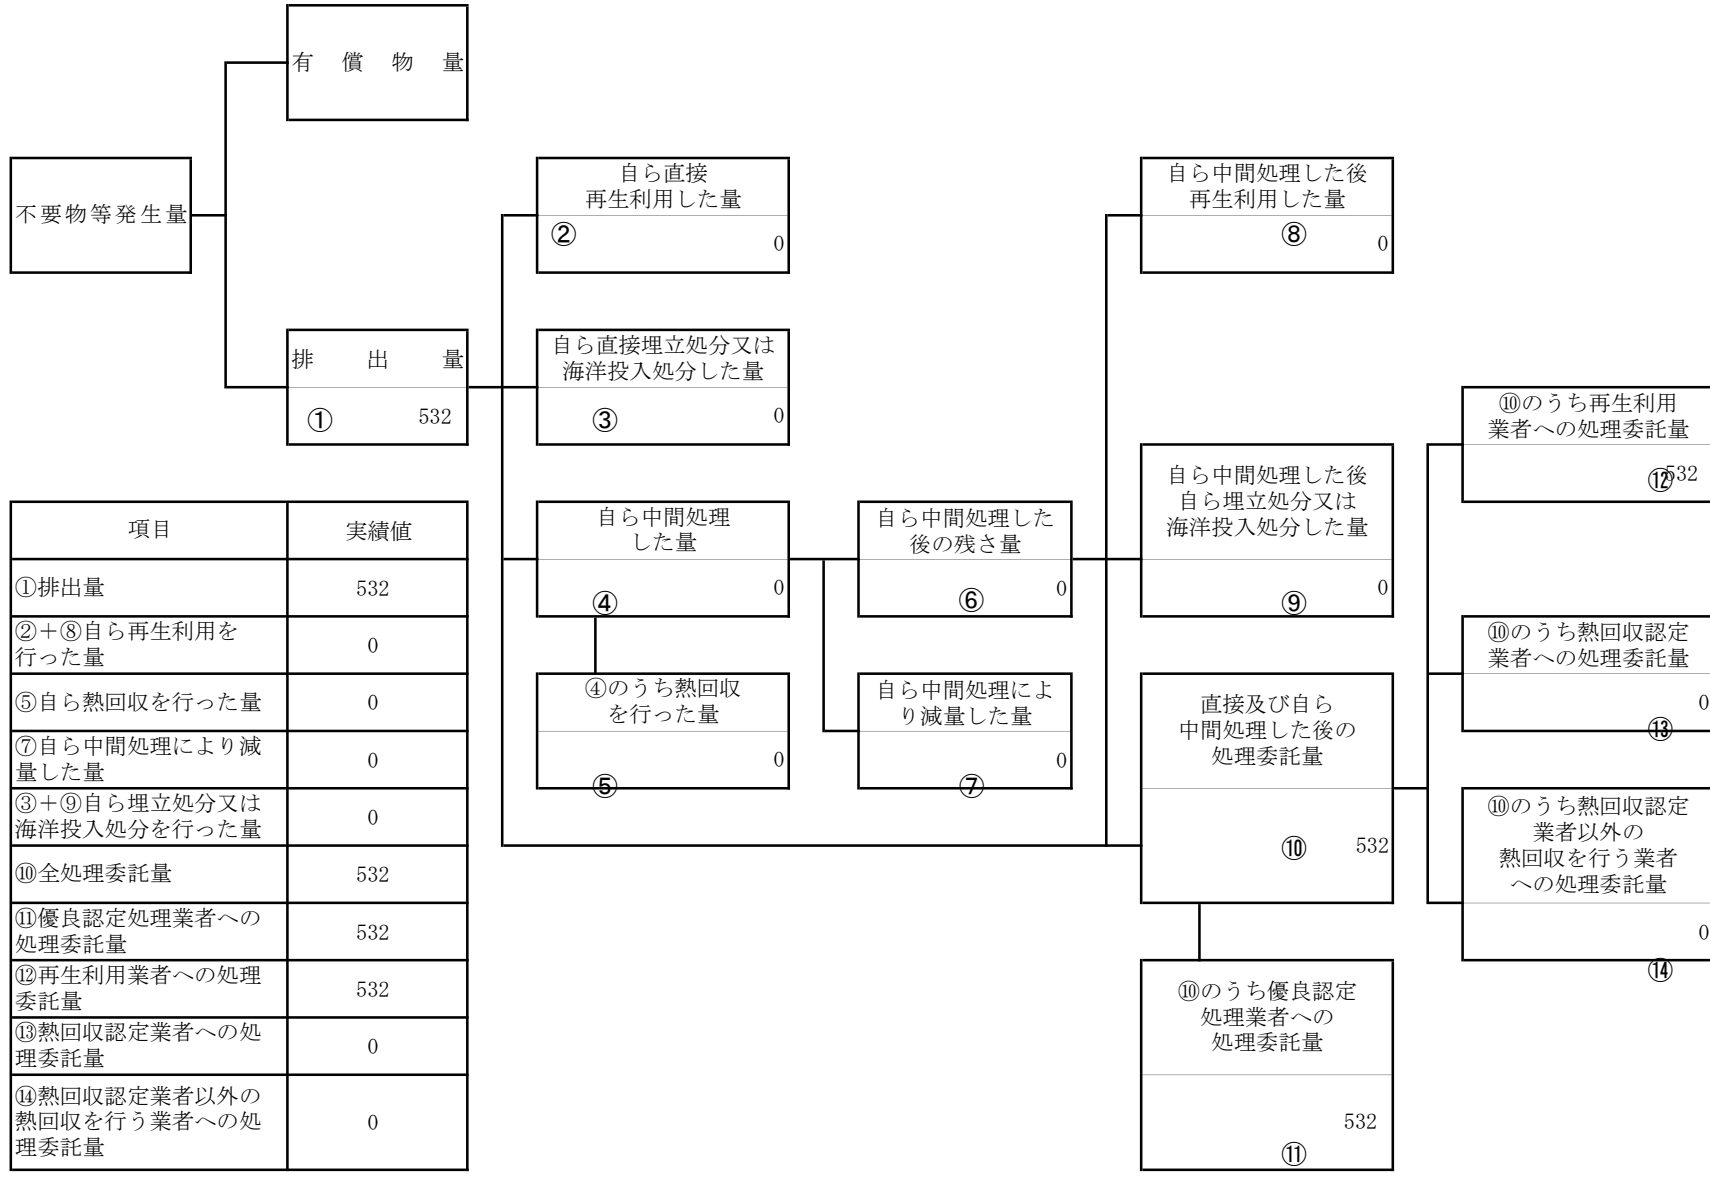 有償物量
不要物等発生量
排出量
① 532
自ら直接
再生利用した量
② 0
自ら直接埋立処分又は
海洋投入処分した量
③ 0
自ら中間処理
した量
④ 0
④のうち熱回収
を行った量
⑤ 0
自ら中間処理した
後の残さ量
⑥ 0
自ら中間処理によ
り減量した量
⑦ 0
自ら中間処理した後
再生利用した量
⑧ 0
自ら中間処理した後
自ら埋立処分又は
海洋投入処分した量
⑨ 0
直接及び自ら
中間処理した後の
処理委託量
⑩ 532
⑩のうち優良認定
処理業者への
処理委託量
532
⑪
⑩のうち再生利用
業者への処理委託量
⑫532
⑩のうち熱回収認定
業者への処理委託量
0
⑬
⑩のうち熱回収認定
業者以外の
熱回収を行う業者
への処理委託量
0
⑭
項目 実績値
①排出量 532
②＋⑧自ら再生利用を
行った量 0
⑤自ら熱回収を行った量 0
⑦自ら中間処理により減
量した量 0
③＋⑨自ら埋立処分又は
海洋投入処分を行った量 0
⑩全処理委託量 532
⑪優良認定処理業者への
処理委託量 532
⑫再生利用業者への処理
委託量 532
⑬熱回収認定業者への処
理委託量 0
⑭熱回収認定業者以外の
熱回収を行う業者への処
理委託量 0